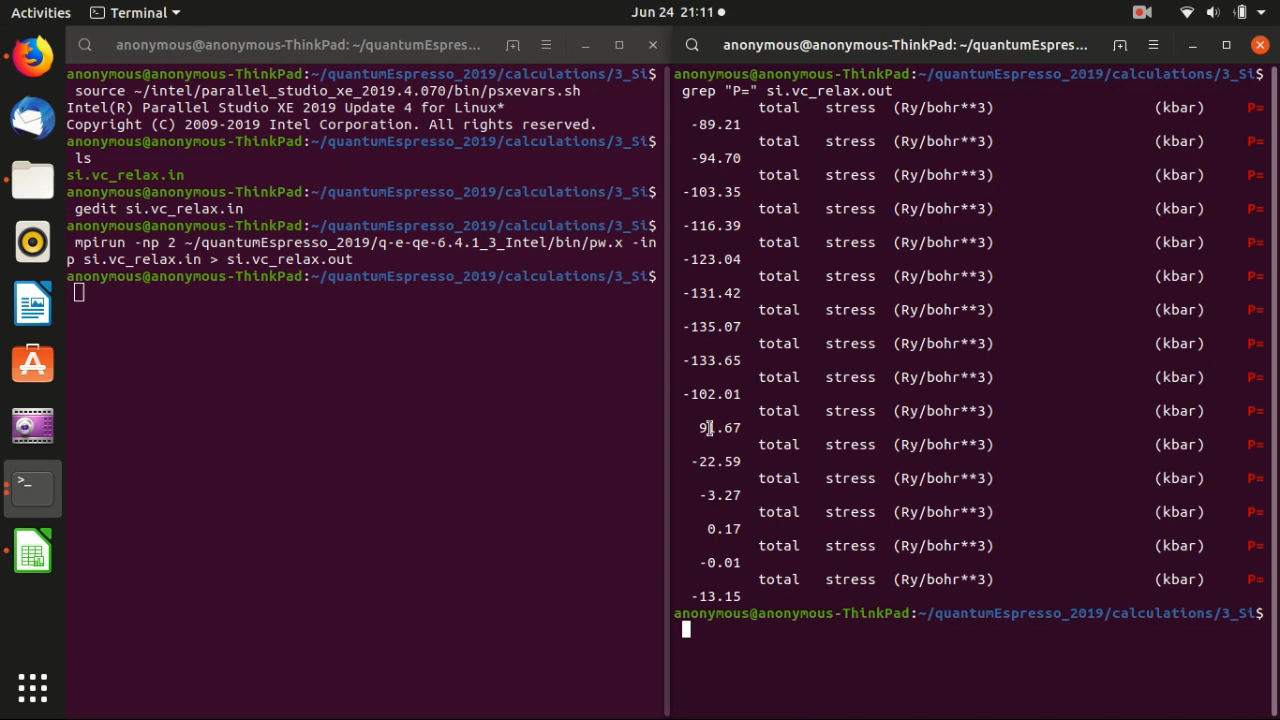 Activities
Terminal
Jun 24 21:11
anonymous@anonymous-ThinkPad: ~/quantumEspres...
anonymous@anonymous-ThinkPad:~/quantumEspresso_2019/calculations/3_Si$
source ~/intel/parallel_studio_xe_2019.4.070/bin/psxevars.sh
Intel(R) Parallel Studio XE 2019 Update 4 for Linux*
Copyright (C) 2009-2019 Intel Corporation. All rights reserved.
anonymous@anonymous-ThinkPad:~/quantumEspresso_2019/calculations/3_Si$
ls
si.vc_relax.in
anonymous@anonymous-ThinkPad:~/quantumEspresso_2019/calculations/3_Si$
gedit si.vc_relax.in
anonymous@anonymous-ThinkPad:~/quantumEspresso_2019/calculations/3_Si$
mpirun -np 2 ~/quantumEspresso_2019/q-e-qe-6.4.1_3_Intel/bin/pw.x -in
p si.vc_relax.in > si.vc_relax.out
anonymous@anonymous-ThinkPad:~/quantumEspresso_2019/calculations/3_Si$
anonymous@anonymous-ThinkPad: ~/quantumEspres...
anonymous@anonymous-ThinkPad:~/quantumEspresso_2019/calculations/3_Si$
grep "P=" si.vc_relax.out
total stress (Ry/bohr**3) (kbar) P=
-89.21
total stress (Ry/bohr**3) (kbar) P=
-94.70
total stress (Ry/bohr**3) (kbar) P=
-103.35
total stress (Ry/bohr**3) (kbar) P=
-116.39
total stress (Ry/bohr**3) (kbar) P=
-123.04
total stress (Ry/bohr**3) (kbar) P=
-131.42
total stress (Ry/bohr**3) (kbar) P=
-135.07
total stress (Ry/bohr**3) (kbar) P=
-133.65
total stress (Ry/bohr**3) (kbar) P=
-102.01
total stress (Ry/bohr**3) (kbar) P=
total stress (Ry/bohr**3) (kbar) P=
-22.59
total stress (Ry/bohr**3) (kbar) P=
-3.27
total stress (Ry/bohr**3) (kbar) P=
0.17
total stress (Ry/bohr**3) (kbar) P=
-0.01
total stress (Ry/bohr**3) (kbar) P=
-13.15
anonymous@anonymous-ThinkPad:~/quantumEspresso_2019/calculations/3_Si$